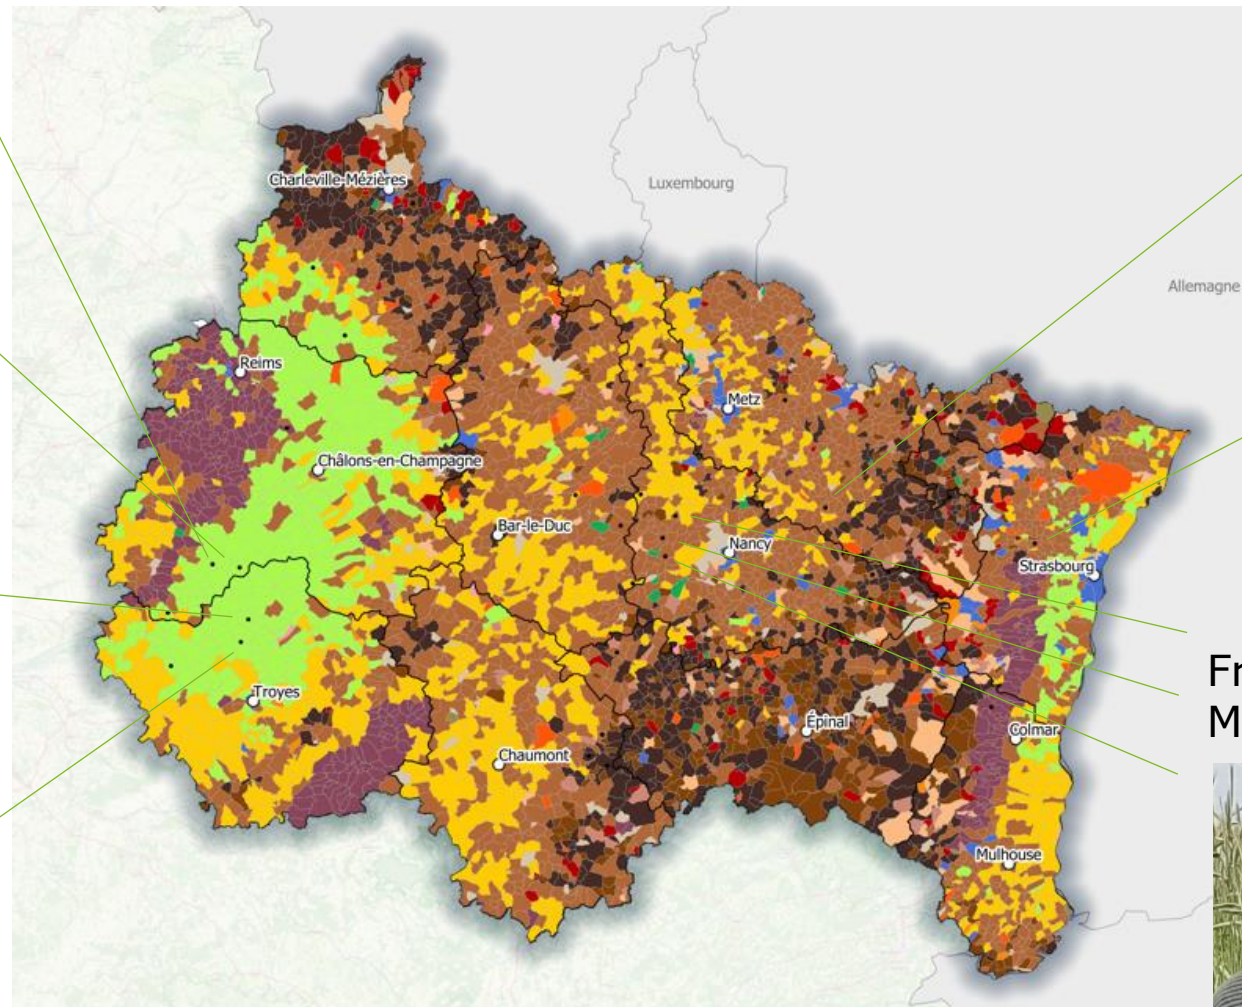 Charleville-Mézières
Luxembourg
Allemagne
Reims
Metz
Châlons-en-Champagne
Bar-le-Duc
Nancy
Strasbourg
Troyes
Épinal
Colmar
Chaumont
Mulhouse
Fr
M